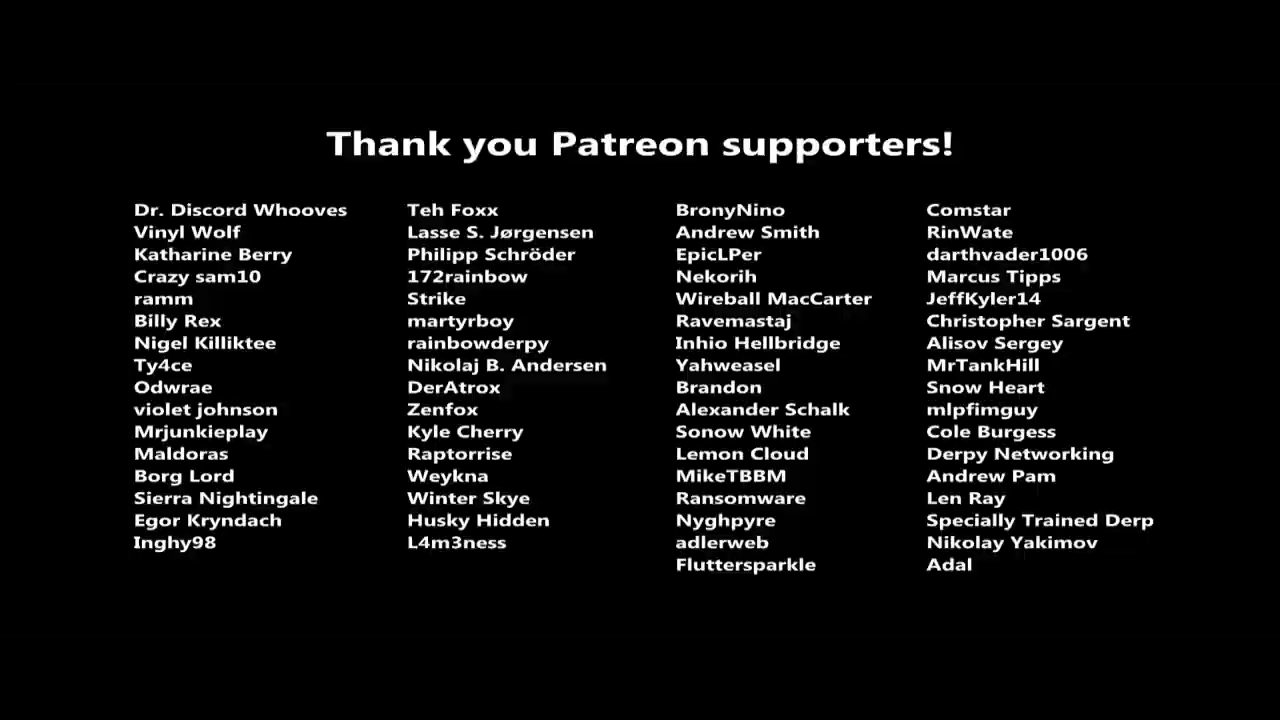 Thank you Patreon supporters!
Dr. Discord Whooves
Vinyl Wolf
Katharine Berry
Crazy sam10
ramm
Billy Rex
Nigel Killiktee
Ty4ce
Odwrae
violet johnson
Mrjunkieplay
Maldoras
Borg Lord
Sierra Nightingale
Egor Kryndach
Inghy98
Teh Foxx
Lasse S. Jørgensen
Philipp Schröder
172rainbow
Strike
martyrboy
rainbowderpy
Nikolaj B. Andersen
DerAtrox
Zenfox
Kyle Cherry
Raptorrise
Weykna
Winter Skye
Husky Hidden
L4m3ness
BronyNino
Andrew Smith
EpicLPer
Nekorih
Wireball MacCarter
Ravemastaj
Inhio Hellbridge
Yahweasel
Brandon
Alexander Schalk
Sonow White
Lemon Cloud
MikeTBBM
Ransomware
Nyghpyre
adlerweb
Fluttersparkle
Comstar
RinWate
darthvader1006
Marcus Tipps
JeffKyler14
Christopher Sargent
Alisov Sergey
MrTankHill
Snow Heart
mlpfimguy
Cole Burgess
Derpy Networking
Andrew Pam
Len Ray
Specially Trained Derp
Nikolay Yakimov
Adal